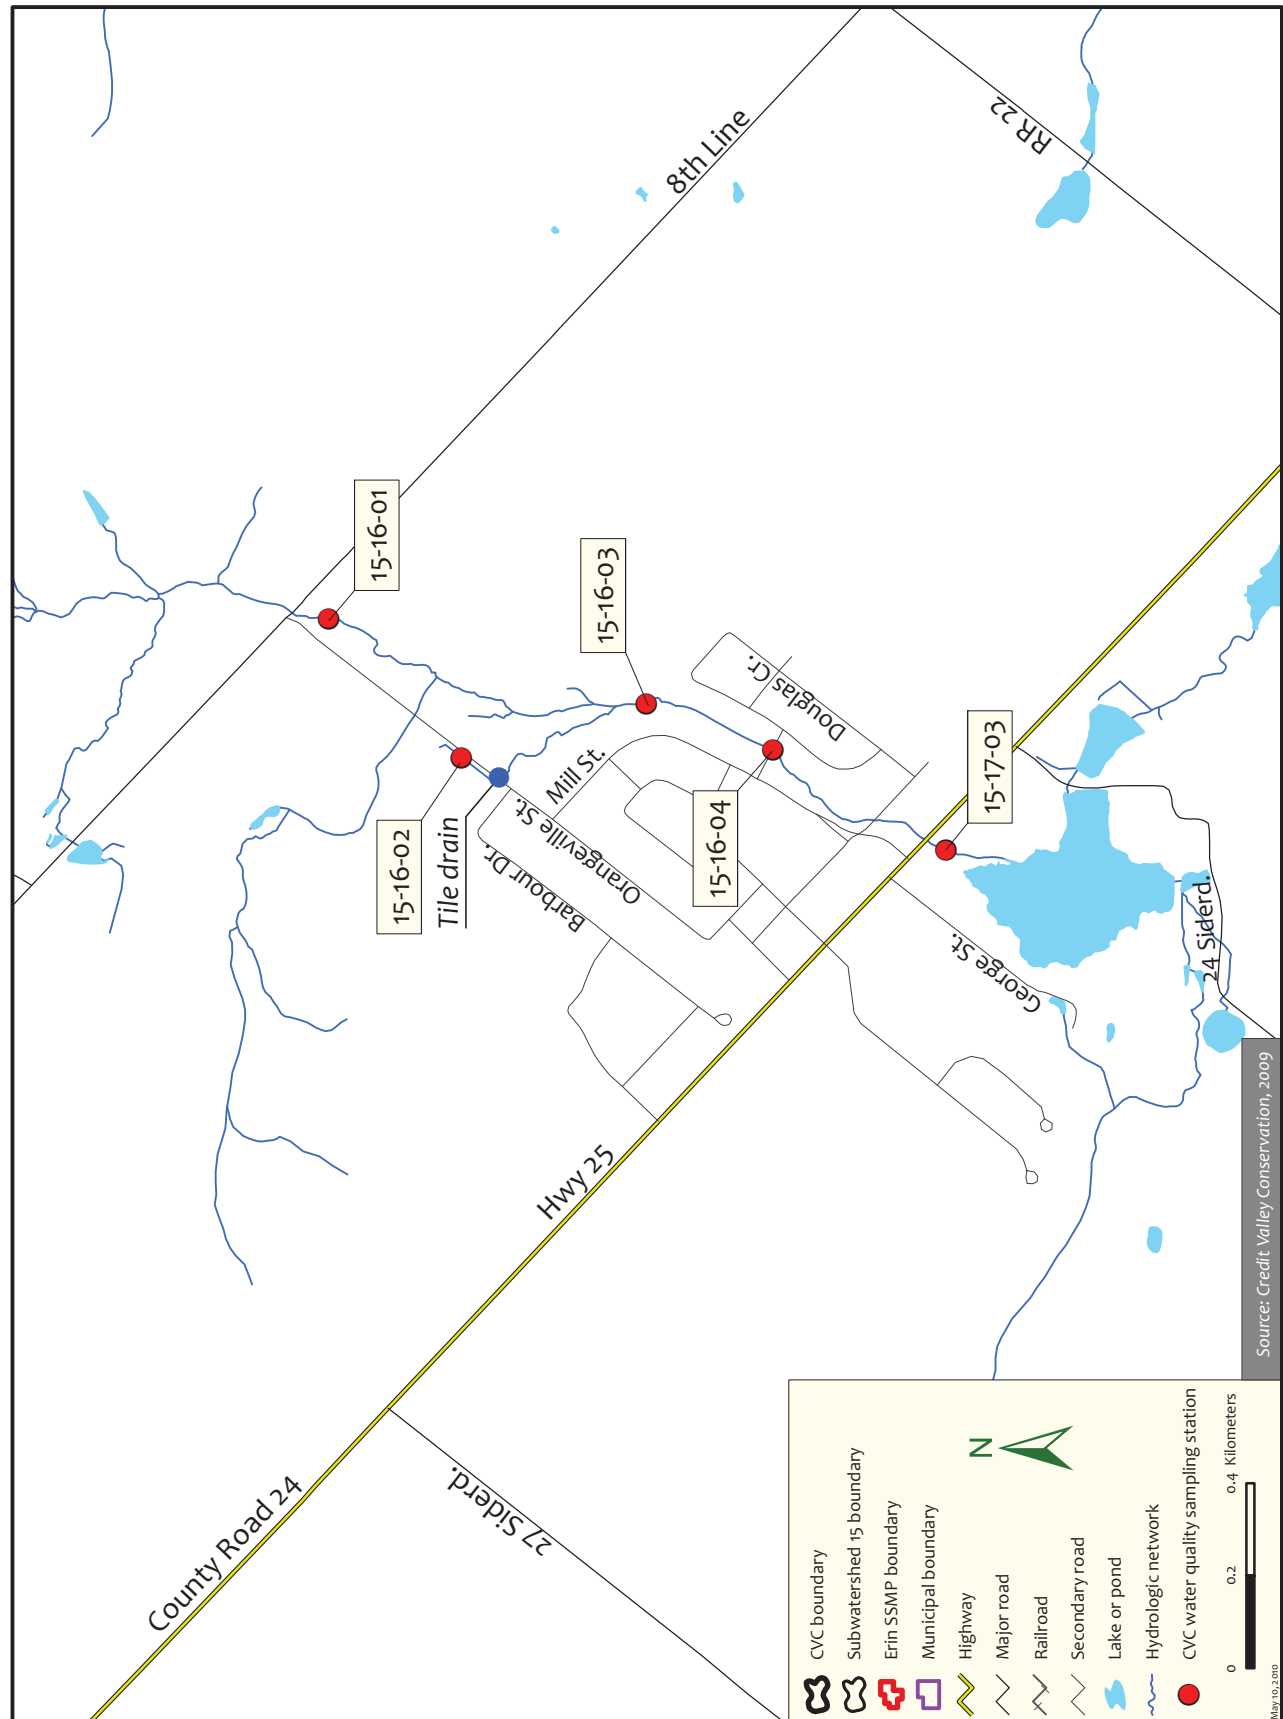 8th Line
RR 22
15-16-01
15-16-03
15-16-02
Tile drain
Mill St.
Orangeville St.
Barbour Dr.
Douglas Cr.
15-16-04
15-17-03
George St.
24 Siderd.
Hwy 25
County Road 24
27 Siderd.
CVC boundary
Subwatershed 15 boundary
Erin SSMP boundary
Municipal boundary
Highway
Major road
Railroad
Secondary road
Lake or pond
Hydrologic network
CVC water quality sampling station
N
0 0.2 0.4 Kilometers
May 10, 2010
Source: Credit Valley Conservation, 2009